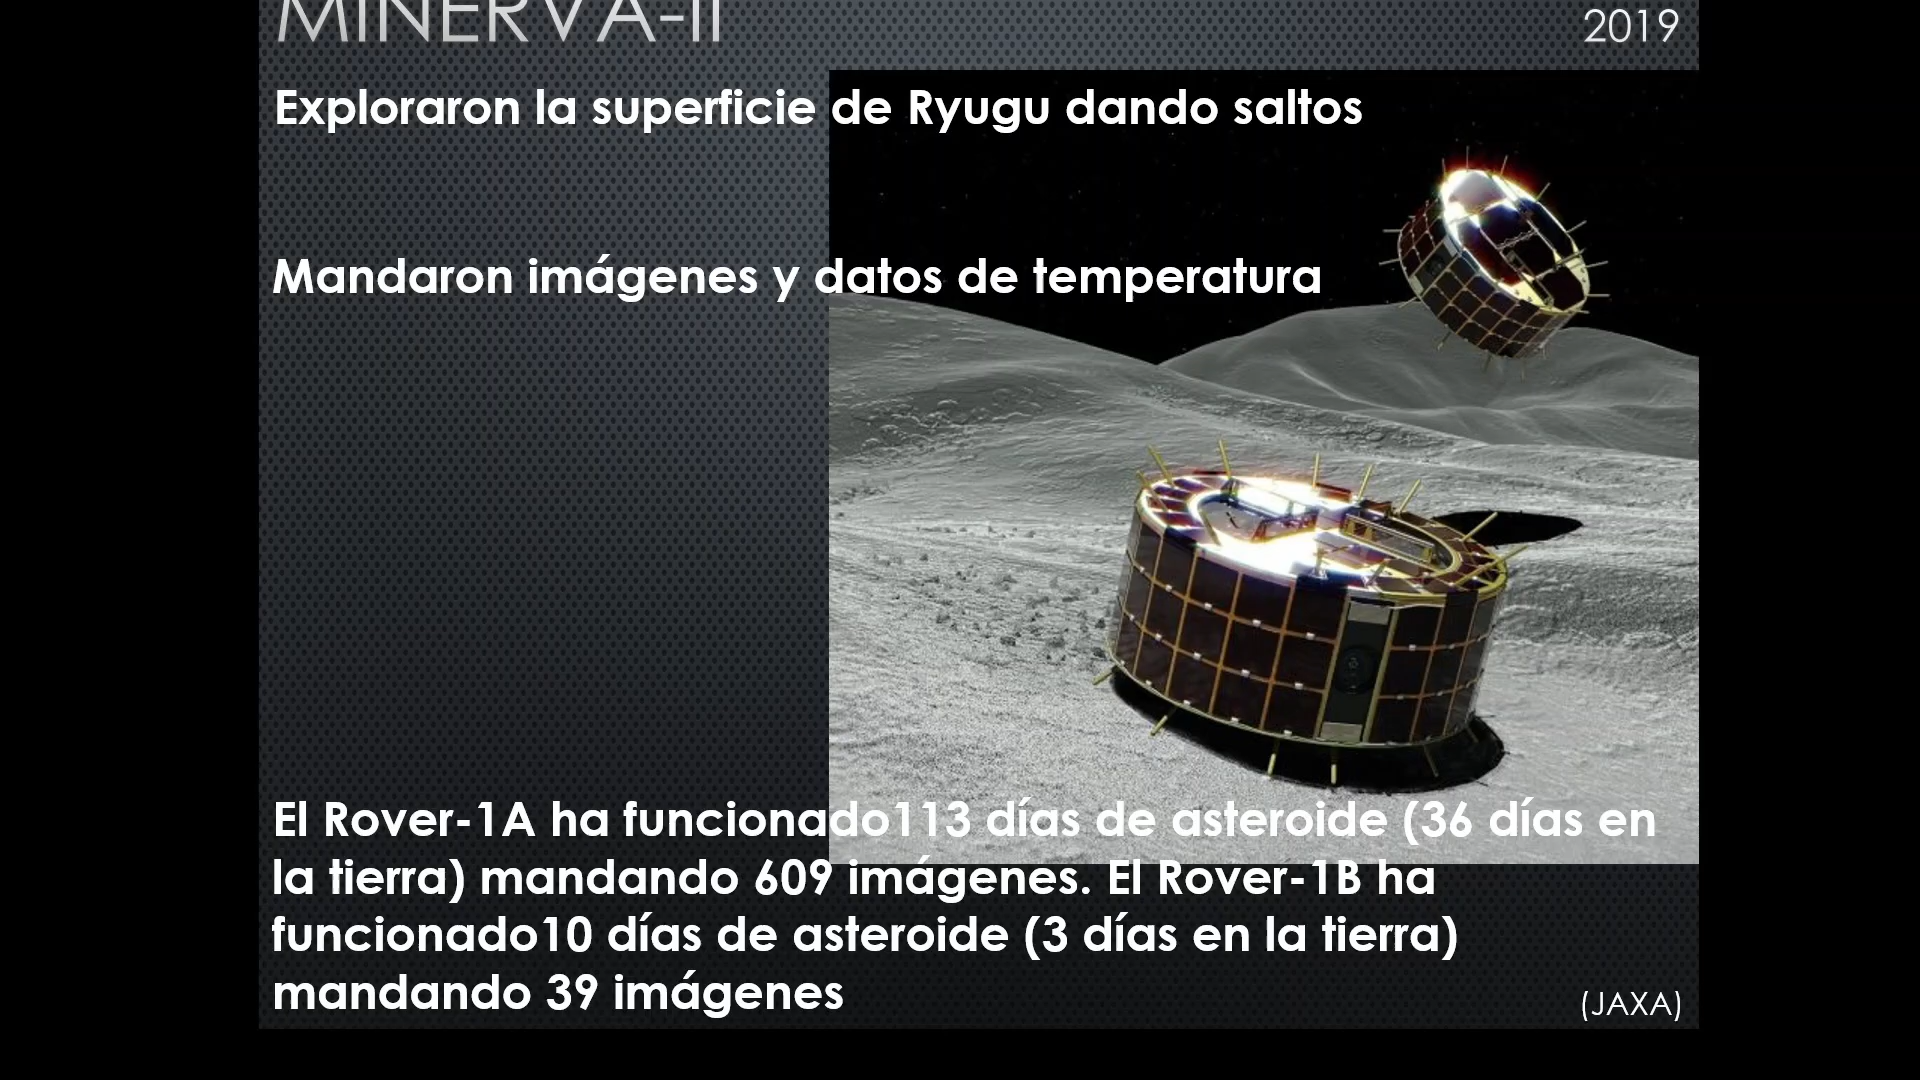 MINERVA-II
2019
Exploraron la superficie de Ryugu dando saltos
Mandaron imágenes y datos de temperatura
El Rover-1A ha funcionado113 días de asteroide (36 días en
la tierra) mandando 609 imágenes. El Rover-1B ha
funcionado10 días de asteroide (3 días en la tierra)
mandando 39 imágenes
(JAXA)